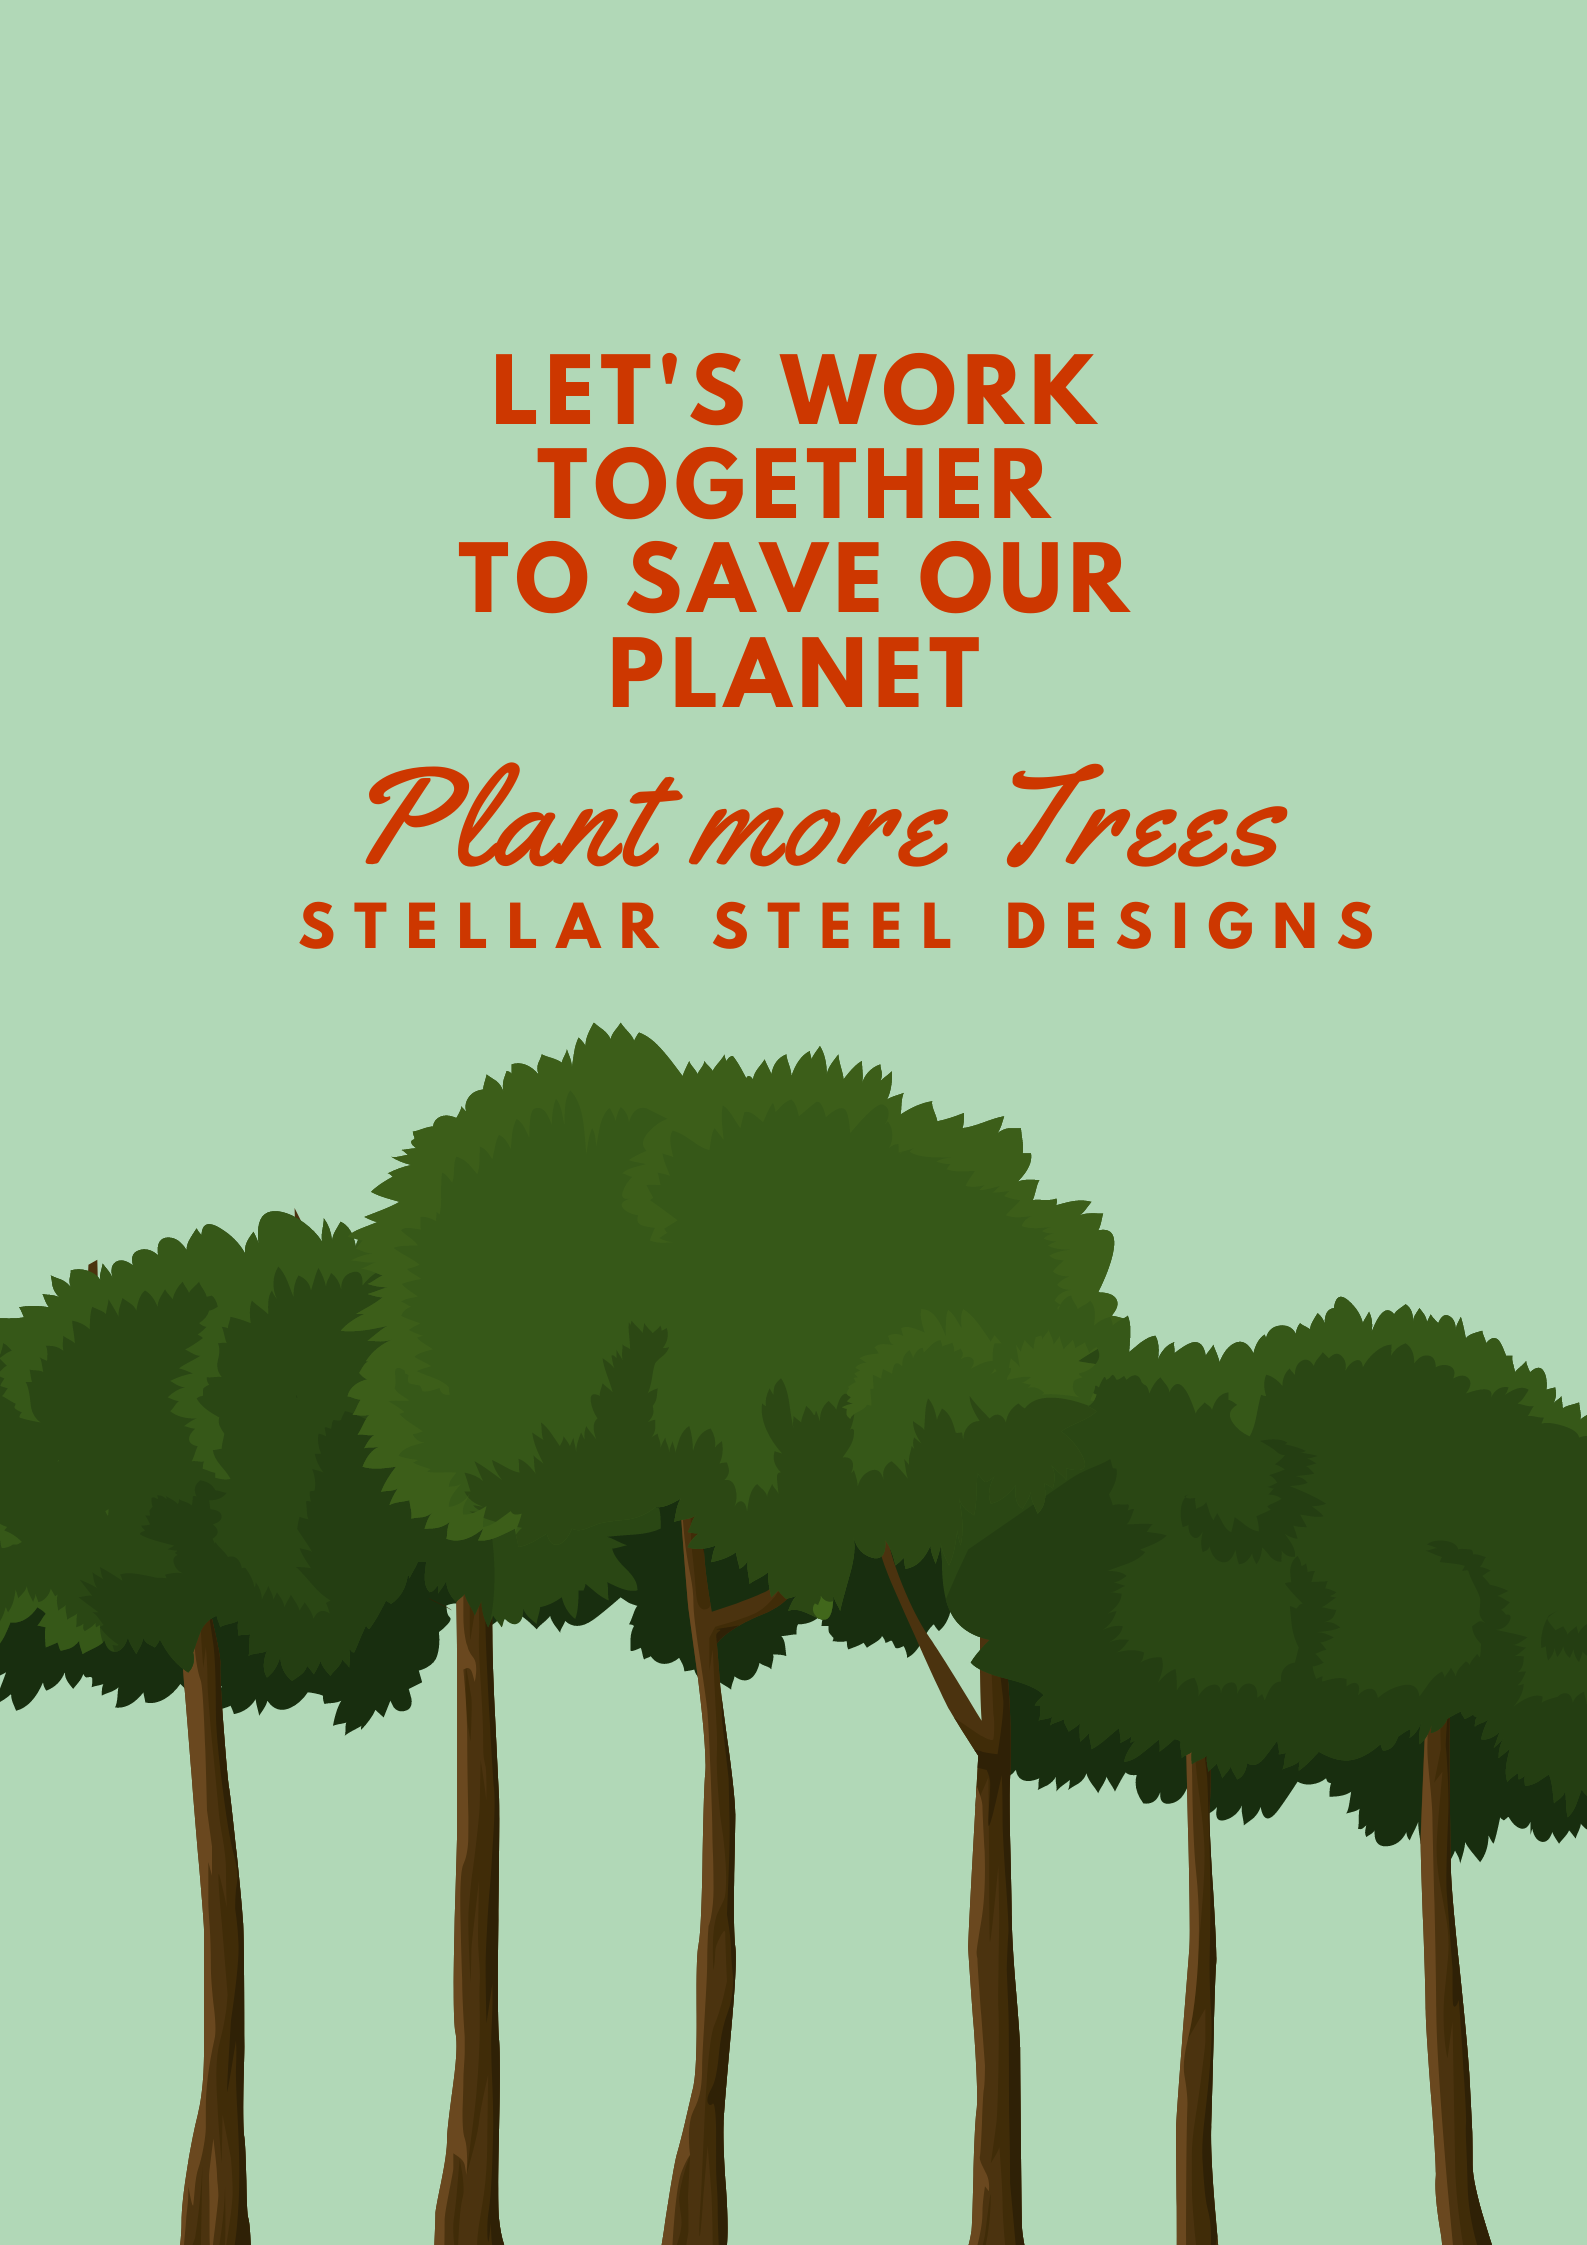 LET'S WORK
TOGETHER
TO SAVE OUR
PLANET
Plant more Trees
STELLAR STEEL DESIGNS